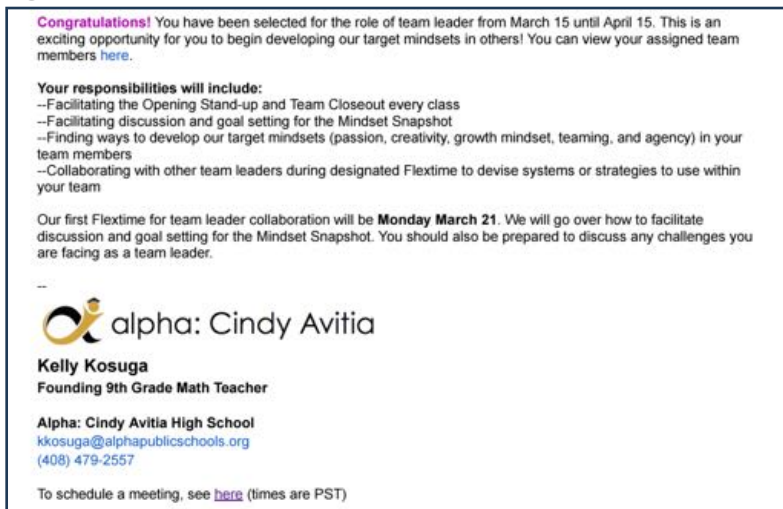 Congratulations! You have been selected for the role of team leader from March 15 until April 15. This is an
exciting opportunity for you to begin developing our target mindsets in others! You can view your assigned team
members here.
Your responsibilities will include:
--Facilitating the Opening Stand-up and Team Closeout every class
--Facilitating discussion and goal setting for the Mindset Snapshot
--Finding ways to develop our target mindsets (passion, creativity, growth mindset, teaming, and agency) in your
team members
--Collaborating with other team leaders during designated Flextime to devise systems or strategies to use within
your team
Our first Flextime for team leader collaboration will be Monday March 21. We will go over how to facilitate
discussion and goal setting for the Mindset Snapshot. You should also be prepared to discuss any challenges you
are facing as a team leader.
--
alpha: Cindy Avitia
Kelly Kosuga
Founding 9th Grade Math Teacher
Alpha: Cindy Avitia High School
kkosuga@alphapublicschools.org
(408) 479-2557
To schedule a meeting, see here (times are PST)